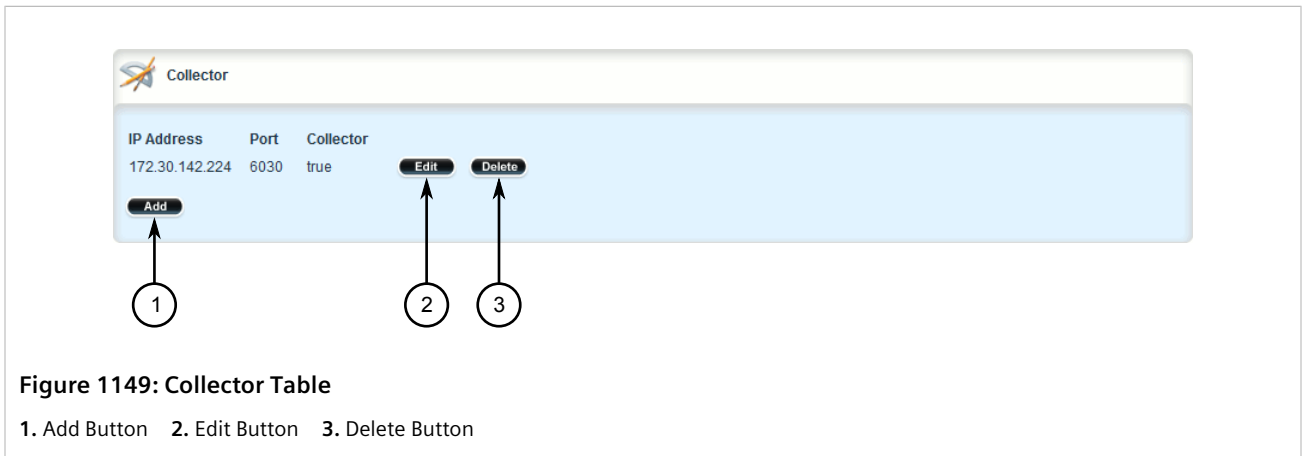 Collector
IP Address Port Collector
172.30.142.224 6030 true Edit Delete
Add
1 2 3
Figure 1149: Collector Table
1. Add Button 2. Edit Button 3. Delete Button